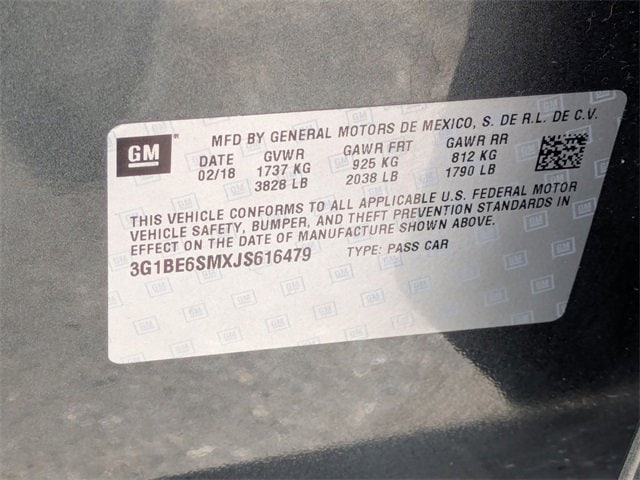 GM
MFD BY GENERAL MOTORS DE MEXICO, S. DE R.L. DE C.V.
DATE GVWR GAWR FRT GAWR RR
02/18 1737 KG 925 KG 812 KG
3828 LB 2038 LB 1790 LB
THIS VEHICLE CONFORMS TO ALL APPLICABLE U.S. FEDERAL MOTOR
VEHICLE SAFETY, BUMPER, AND THEFT PREVENTION STANDARDS IN
EFFECT ON THE DATE OF MANUFACTURE SHOWN ABOVE.
3G1BE6SMXJS616479 TYPE: PASS CAR